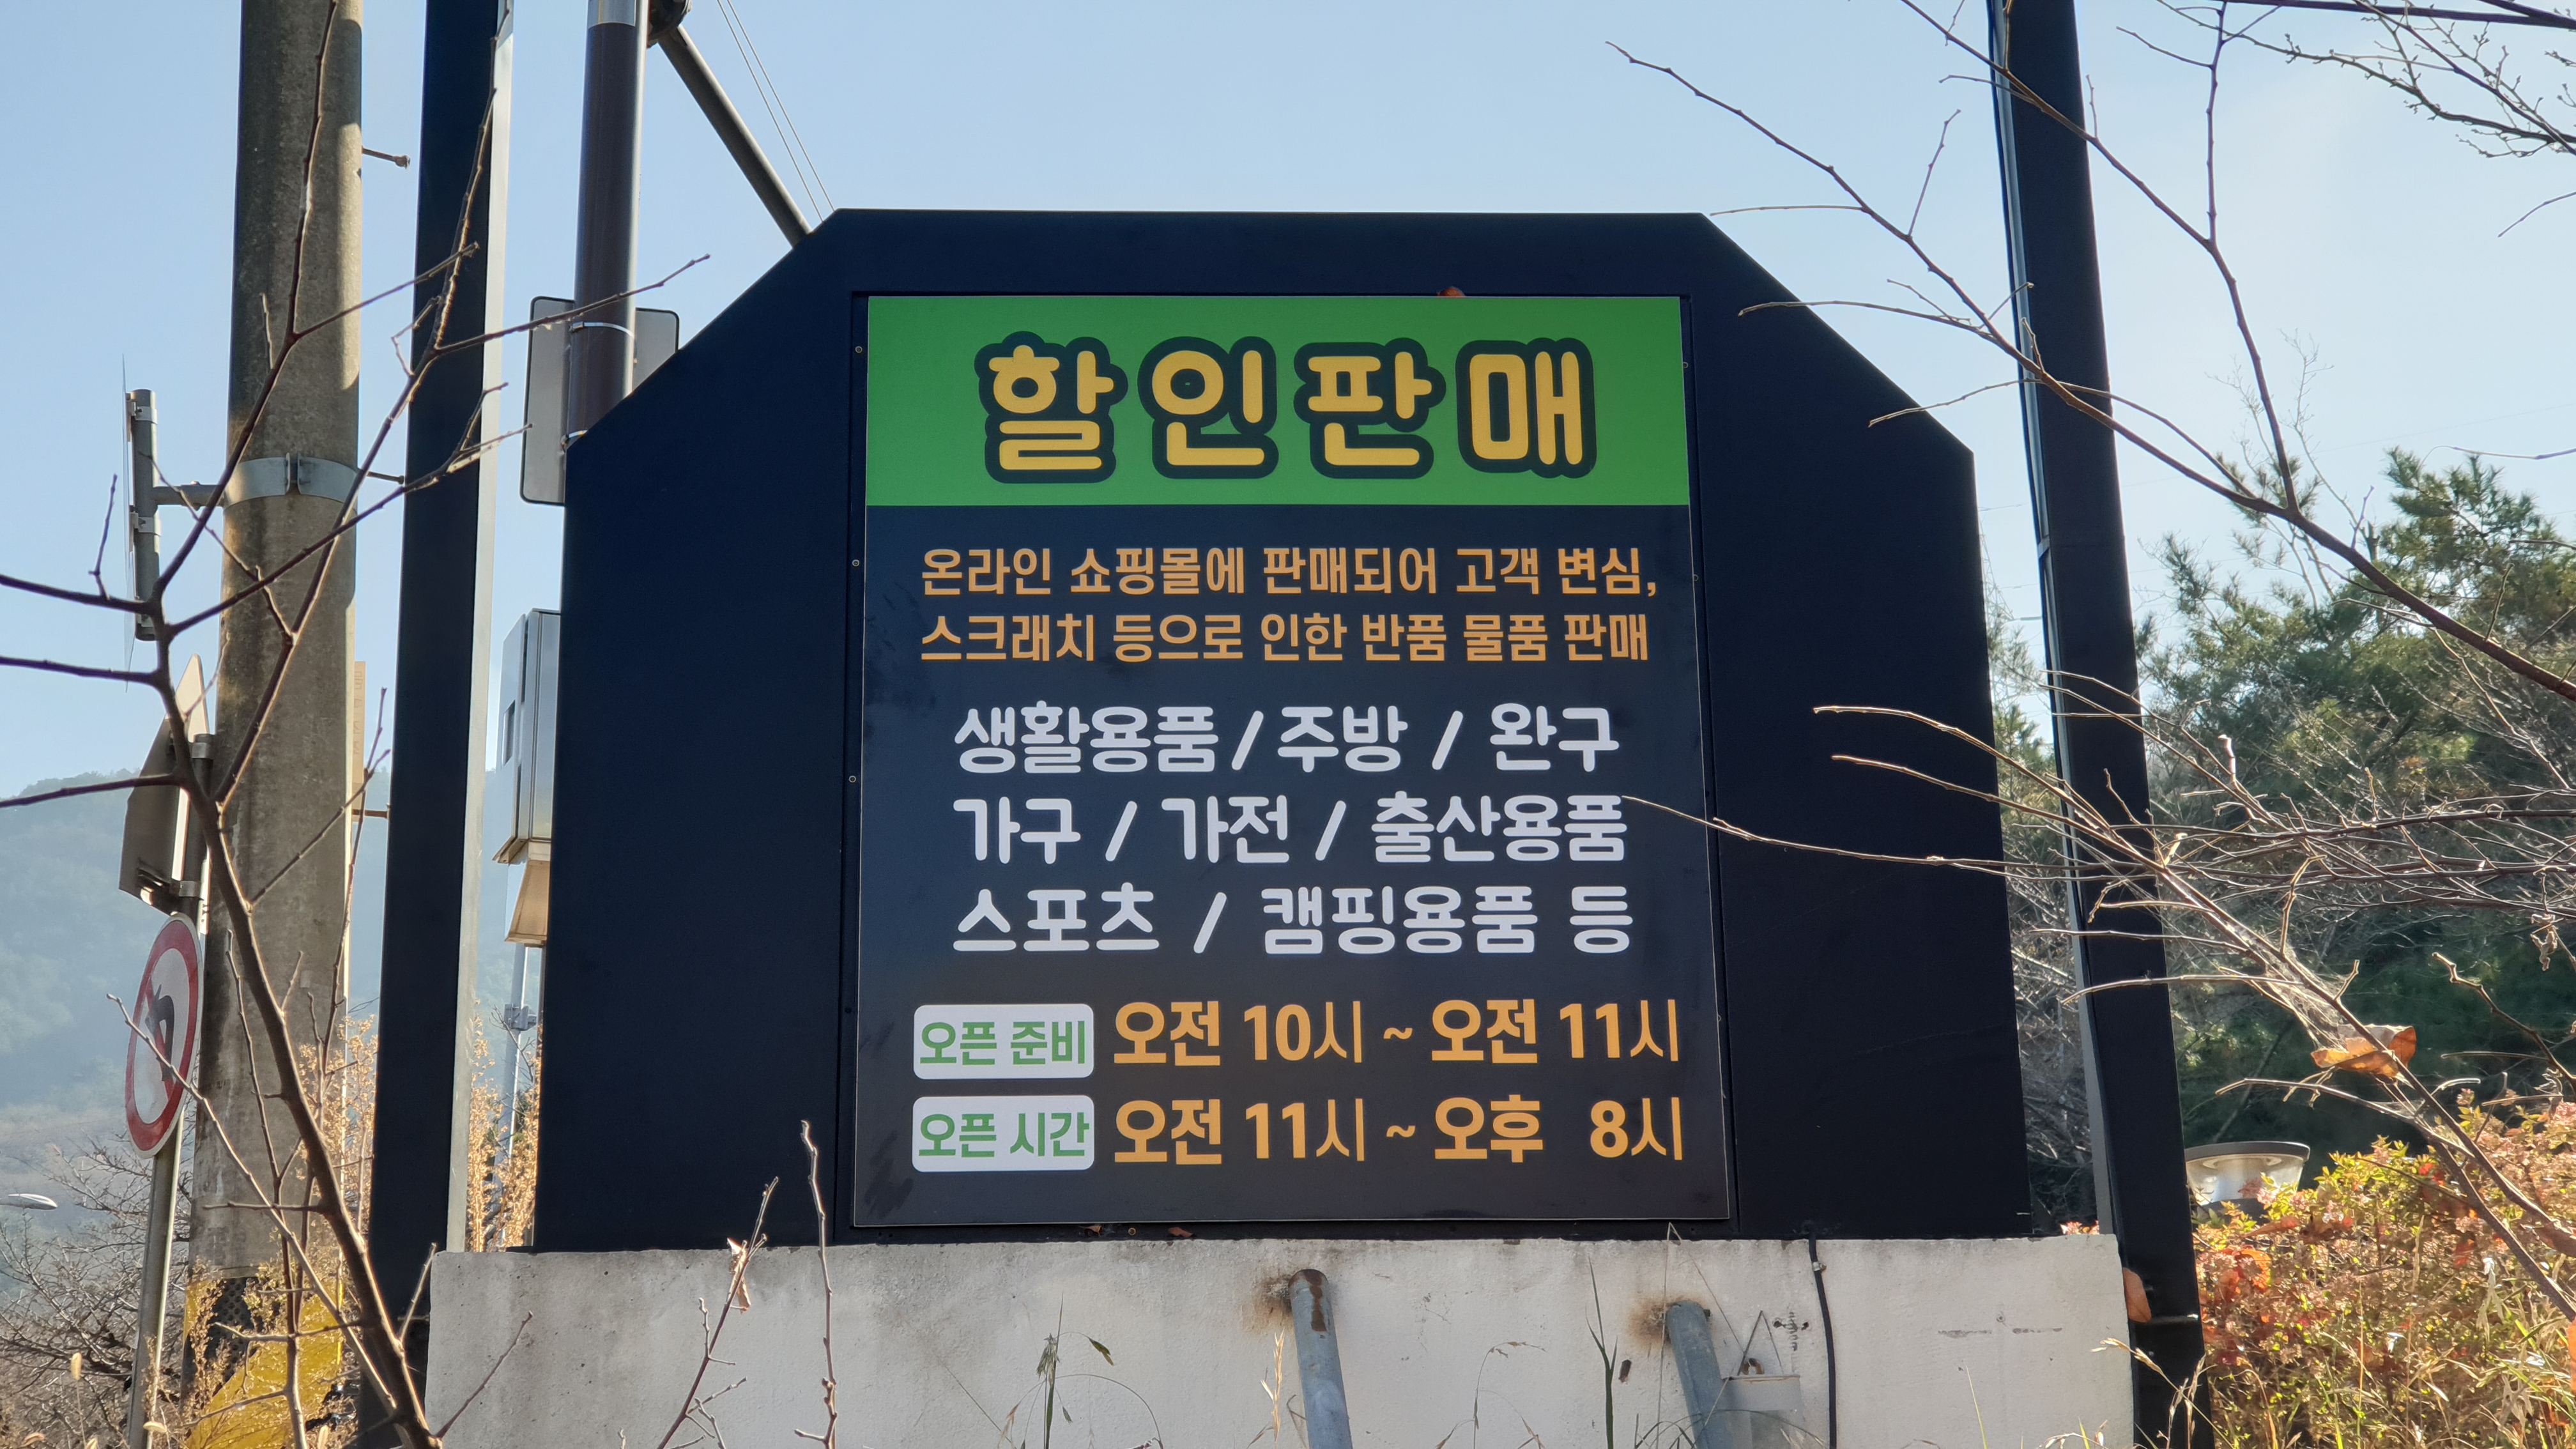 할인판매
온라인 쇼핑몰에 판매되어 고객 변심,
스크래치 등으로 인한 반품 물품 판매
생활용품 / 주방 / 완구
가구 / 가전 / 출산용품
스포츠 / 캠핑용품 등
오픈 준비 오전 10시 ~ 오전 11시
오픈 시간 오전 11시 ~ 오후 8시